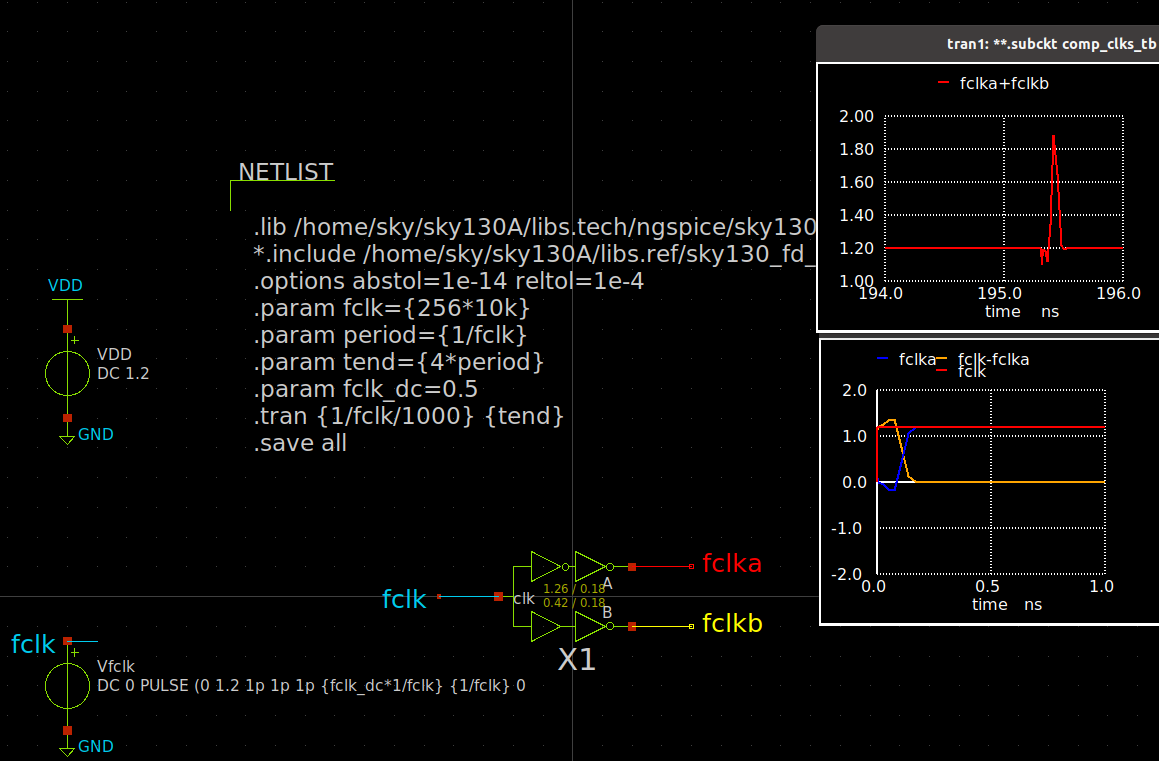 tran1: **.subckt comp_clks_tb
fclka+fclkb
2.00
1.80
1.60
1.40
1.20
1.00
194.0 195.0 196.0
time ns
fclka fclk-fclka
fclk
2.0
1.0
0.0
-1.0
-2.0
0.0 0.5 1.0
time ns
NETLIST
.lib /home/sky/sky130A/libs.tech/ngspice/sky130
*.include /home/sky/sky130A/libs.ref/sky130_fd_
.options abstol=1e-14 reltol=1e-4
.param fclk={256*10k}
.param period={1/fclk}
.param tend={4*period}
.param fclk_dc=0.5
.tran {1/fclk/1000} {tend}
.save all
VDD
+
VDD
DC 1.2
GND
fclk
clk
1.26 / 0.18
0.42 / 0.18
A
B
fclka
fclkb
X1
fclk
+
Vfclk
DC 0 PULSE (0 1.2 1p 1p 1p {fclk_dc*1/fclk} {1/fclk} 0
GND